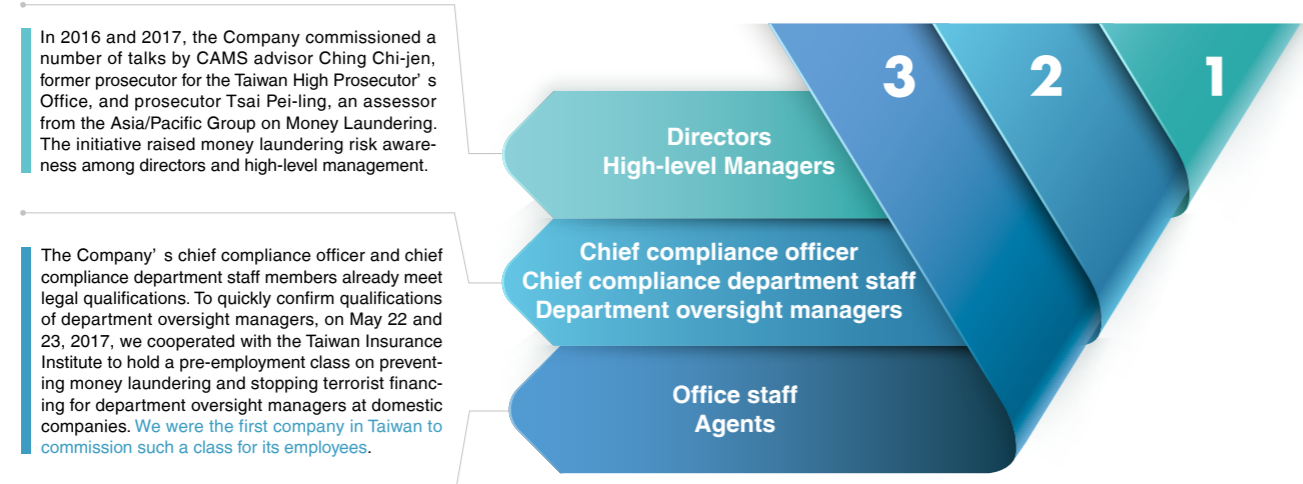 In 2016 and 2017, the Company commissioned a
number of talks by CAMS advisor Ching Chi-jen,
former prosecutor for the Taiwan High Prosecutor' s
Office, and prosecutor Tsai Pei-ling, an assessor
from the Asia/Pacific Group on Money Laundering.
The initiative raised money laundering risk aware-
ness among directors and high-level management.
The Company' s chief compliance officer and chief
compliance department staff members already meet
legal qualifications. To quickly confirm qualifications
of department oversight managers, on May 22 and
23, 2017, we cooperated with the Taiwan Insurance
Institute to hold a pre-employment class on prevent-
ing money laundering and stopping terrorist financ-
ing for department oversight managers at domestic
companies. We were the first company in Taiwan to
commission such a class for its employees.
3 2 1
Directors
High-level Managers
Chief compliance officer
Chief compliance department staff
Department oversight managers
Office staff
Agents